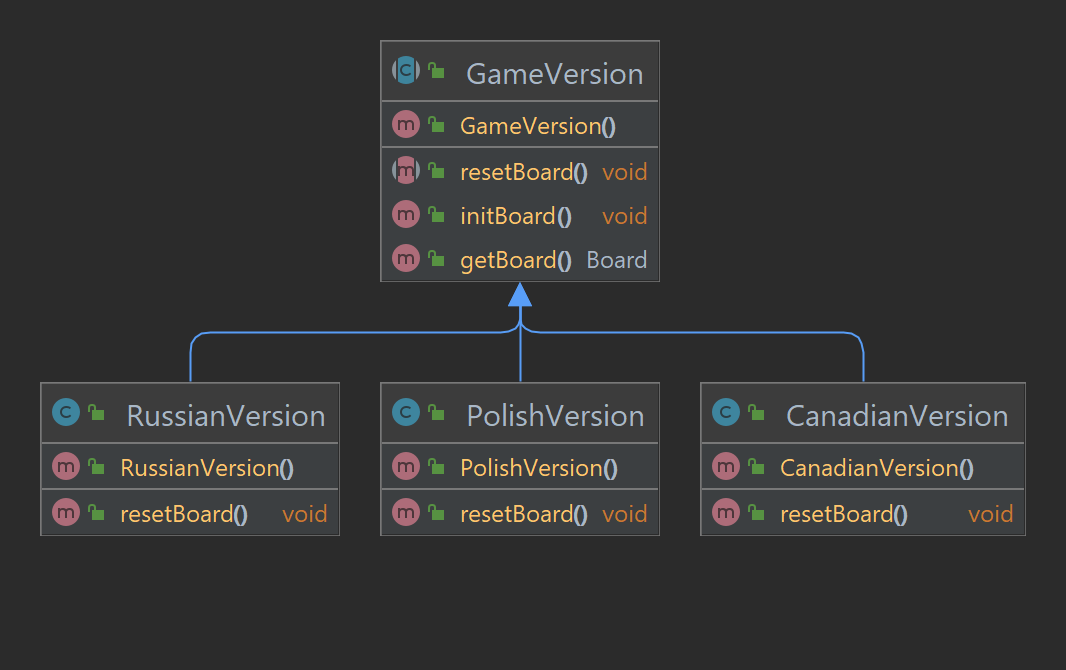 GameVersion
GameVersion()
resetBoard() void
initBoard() void
getBoard() Board
RussianVersion
RussianVersion()
resetBoard() void
PolishVersion
PolishVersion()
resetBoard() void
CanadianVersion
CanadianVersion()
resetBoard() void